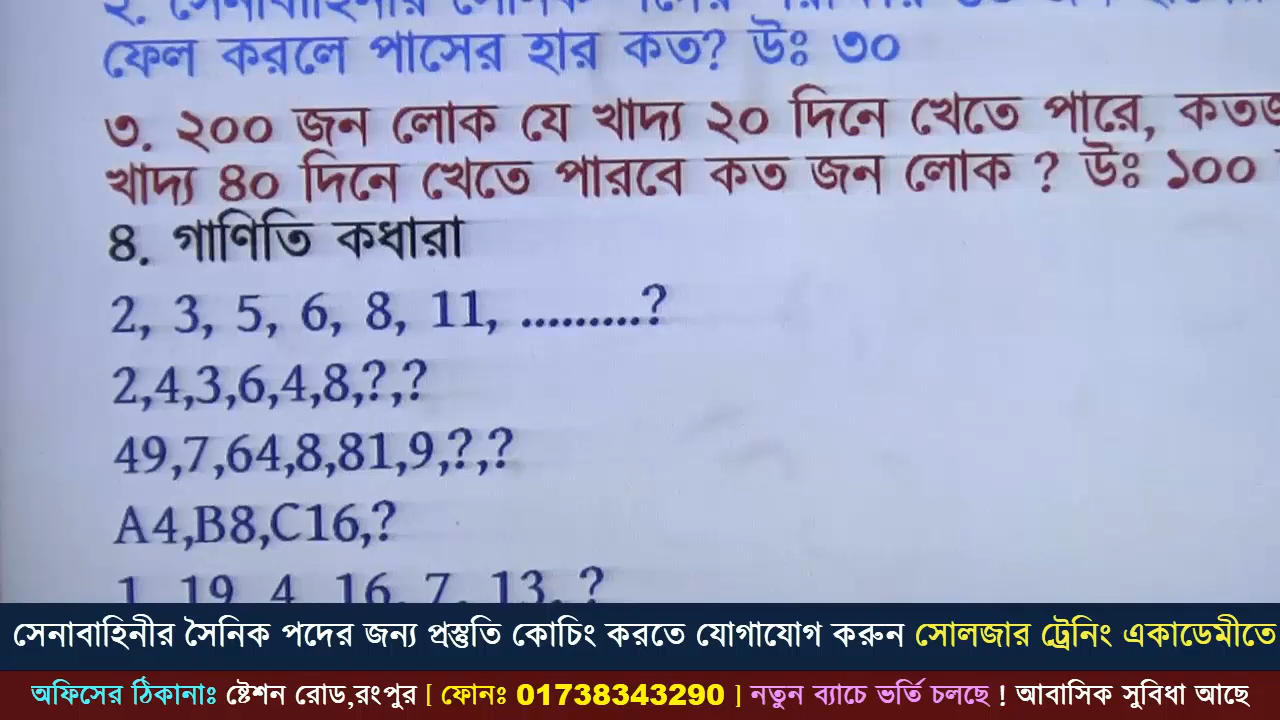 ফেল করলে পাসের হার কত? উঃ ৩০
৩. ২০০ জন লোক যে খাদ্য ২০ দিনে খেতে পারে,
খাদ্য ৪০ দিনে খেতে পারবে কত জন লোক ? উঃ ১০০
৪. গাণিতি কধারা
2, 3, 5, 6, 8, 11, .........?
2,4,3,6,4,8,?,?
49,7,64,8,81,9,?,?
A4,B8,C16,?
1, 19, 4, 16, 7, 13, ?
সেনাবাহিনীর সৈনিক পদের জন্য প্রস্তুতি কোচিং করতে যোগাযোগ করুন সোলজার ট্রেনিং একাডেমীতে
অফিসের ঠিকানাঃ ষ্টেশন রোড,রংপুর [ ফোনঃ 01738343290 ] নতুন ব্যাচে ভর্তি চলছে ! আবাসিক সুবিধা আছে